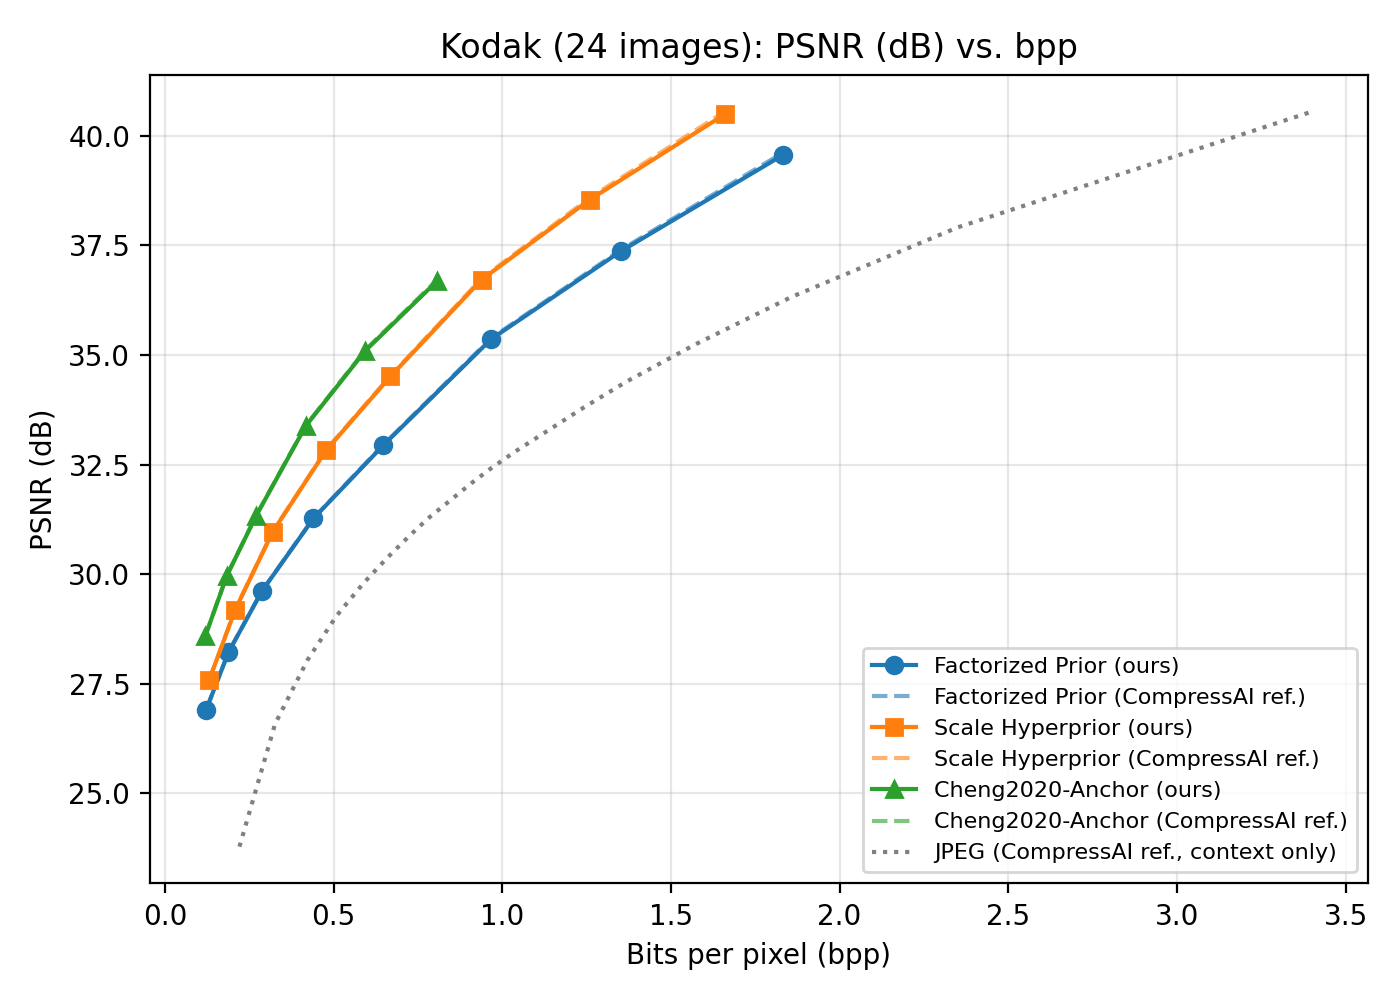 Kodak (24 images): PSNR (dB) vs. bpp
PSNR (dB)
40.0
37.5
35.0
32.5
30.0
27.5
25.0
Factorized Prior (ours)
Factorized Prior (CompressAI ref.)
Scale Hyperprior (ours)
Scale Hyperprior (CompressAI ref.)
Cheng2020-Anchor (ours)
Cheng2020-Anchor (CompressAI ref.)
JPEG (CompressAI ref., context only)
0.0 0.5 1.0 1.5 2.0 2.5 3.0 3.5
Bits per pixel (bpp)